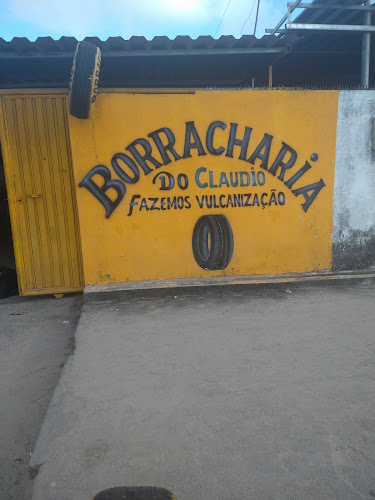 BORRACHARiA
Do CLAUDIO
FAZEMOS VULCANIZAÇÃO